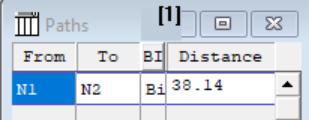 Paths [1]
From To BI Distance
N1 N2 Bi 38.14